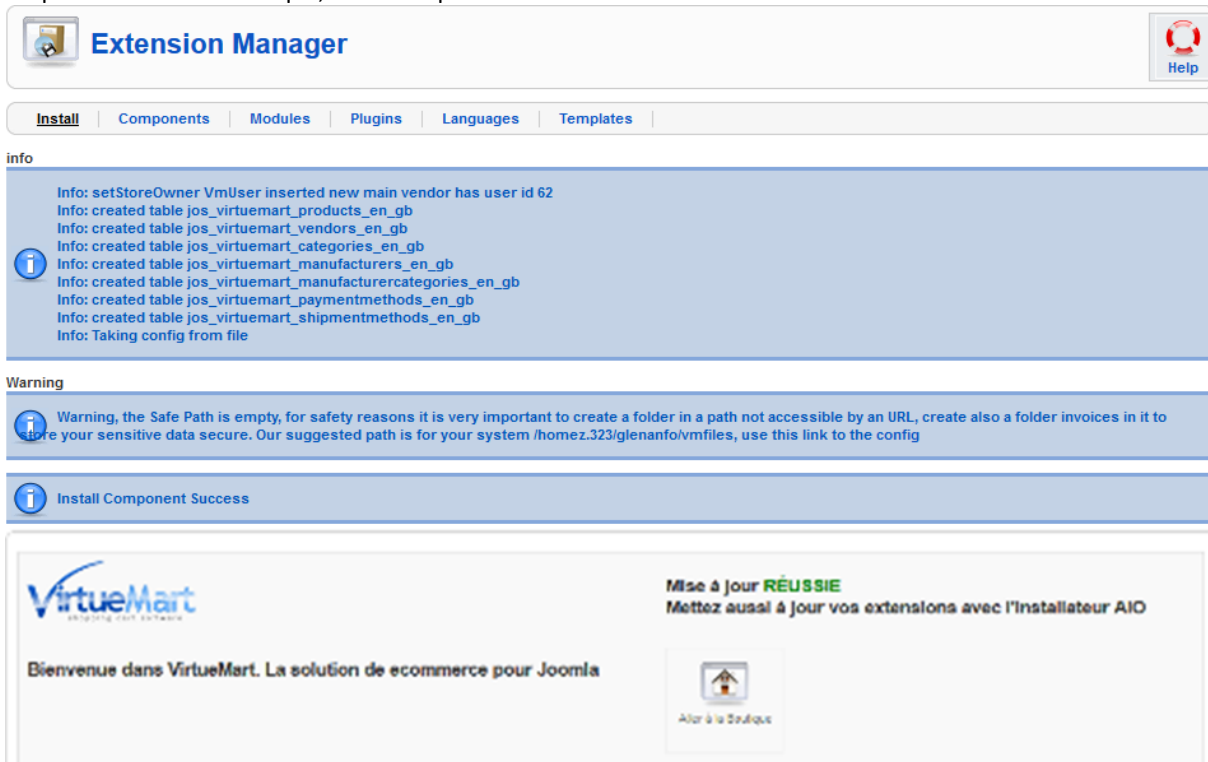 Extension Manager
Help
Install Components Modules Plugins Languages Templates
info
Info: setStoreOwner VmUser inserted new main vendor has user id 62
Info: created table jos_virtuemart_products_en_gb
Info: created table jos_virtuemart_vendors_en_gb
Info: created table jos_virtuemart_categories_en_gb
Info: created table jos_virtuemart_manufacturers_en_gb
Info: created table jos_virtuemart_manufacturercategories_en_gb
Info: created table jos_virtuemart_paymentmethods_en_gb
Info: created table jos_virtuemart_shipmentmethods_en_gb
Info: Taking config from file
Warning
Warning, the Safe Path is empty, for safety reasons it is very important to create a folder in a path not accessible by an URL, create also a folder invoices in it to
store your sensitive data secure. Our suggested path is for your system /homez.323/glenanfo/vmfiles, use this link to the config
Install Component Success
VirtueMart
shopping cart software
Mise à jour RÉUSSIE
Mettez aussi à jour vos extensions avec l'installateur AIO
Bienvenue dans VirtueMart. La solution de ecommerce pour Joomla
Aller à la Boutique